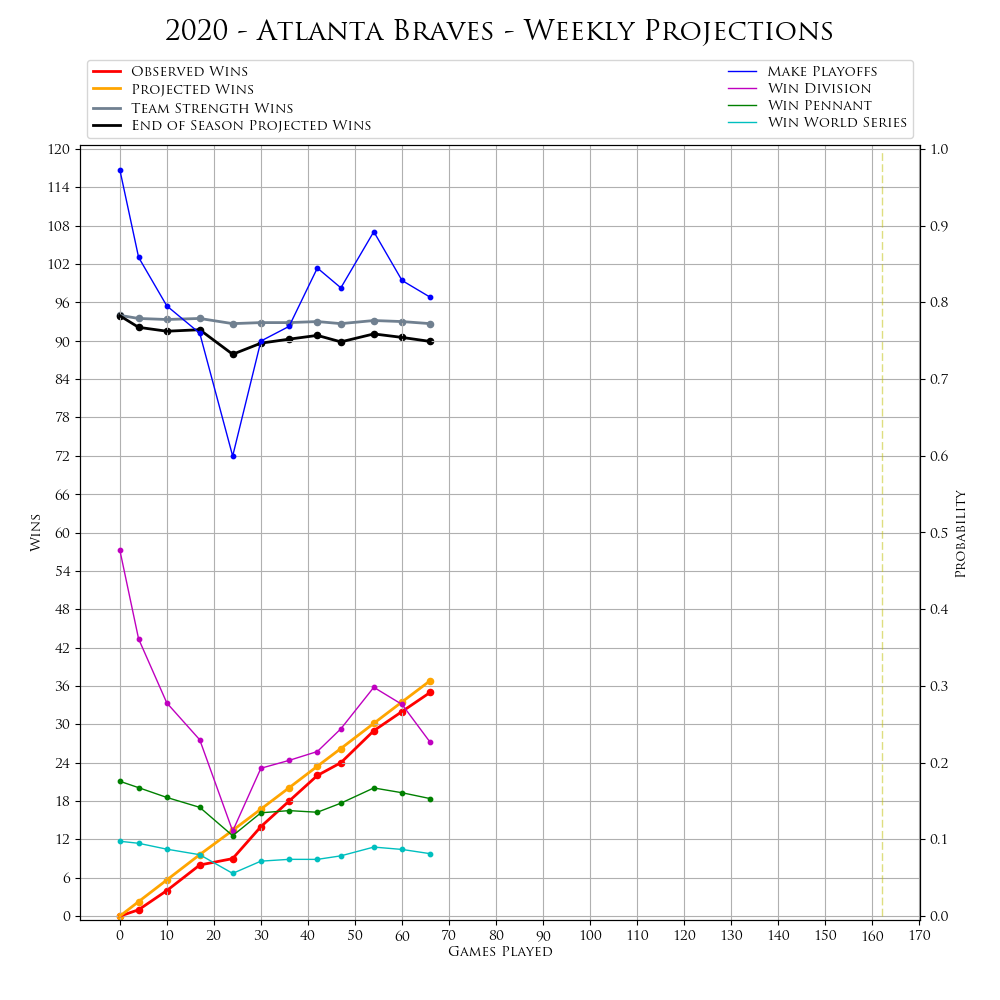 2020 - Atlanta Braves - Weekly Projections
Observed Wins
Projected Wins
Team Strength Wins
End of Season Projected Wins
Make Playoffs
Win Division
Win Pennant
Win World Series
120
114
108
102
96
90
84
78
72
66
60
54
48
42
36
30
24
18
12
6
0
Wins
1.0
0.9
0.8
0.7
0.6
0.5
0.4
0.3
0.2
0.1
0.0
Probability
0 10 20 30 40 50 60 70 80 90 100 110 120 130 140 150 160 170
Games Played